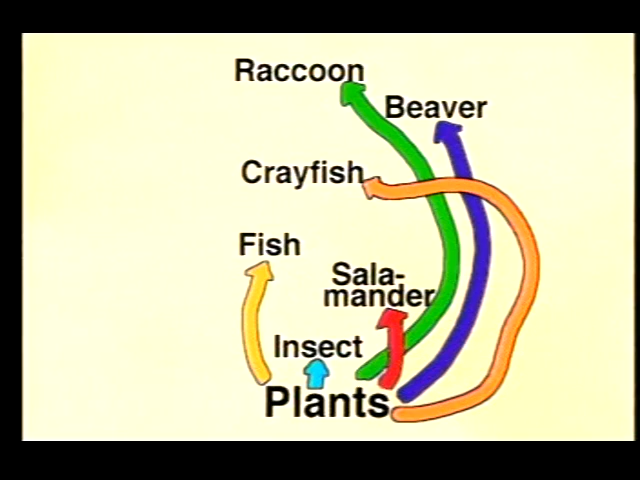 Raccoon
Beaver
Crayfish
Fish
Sala-
mander
Insect
Plants